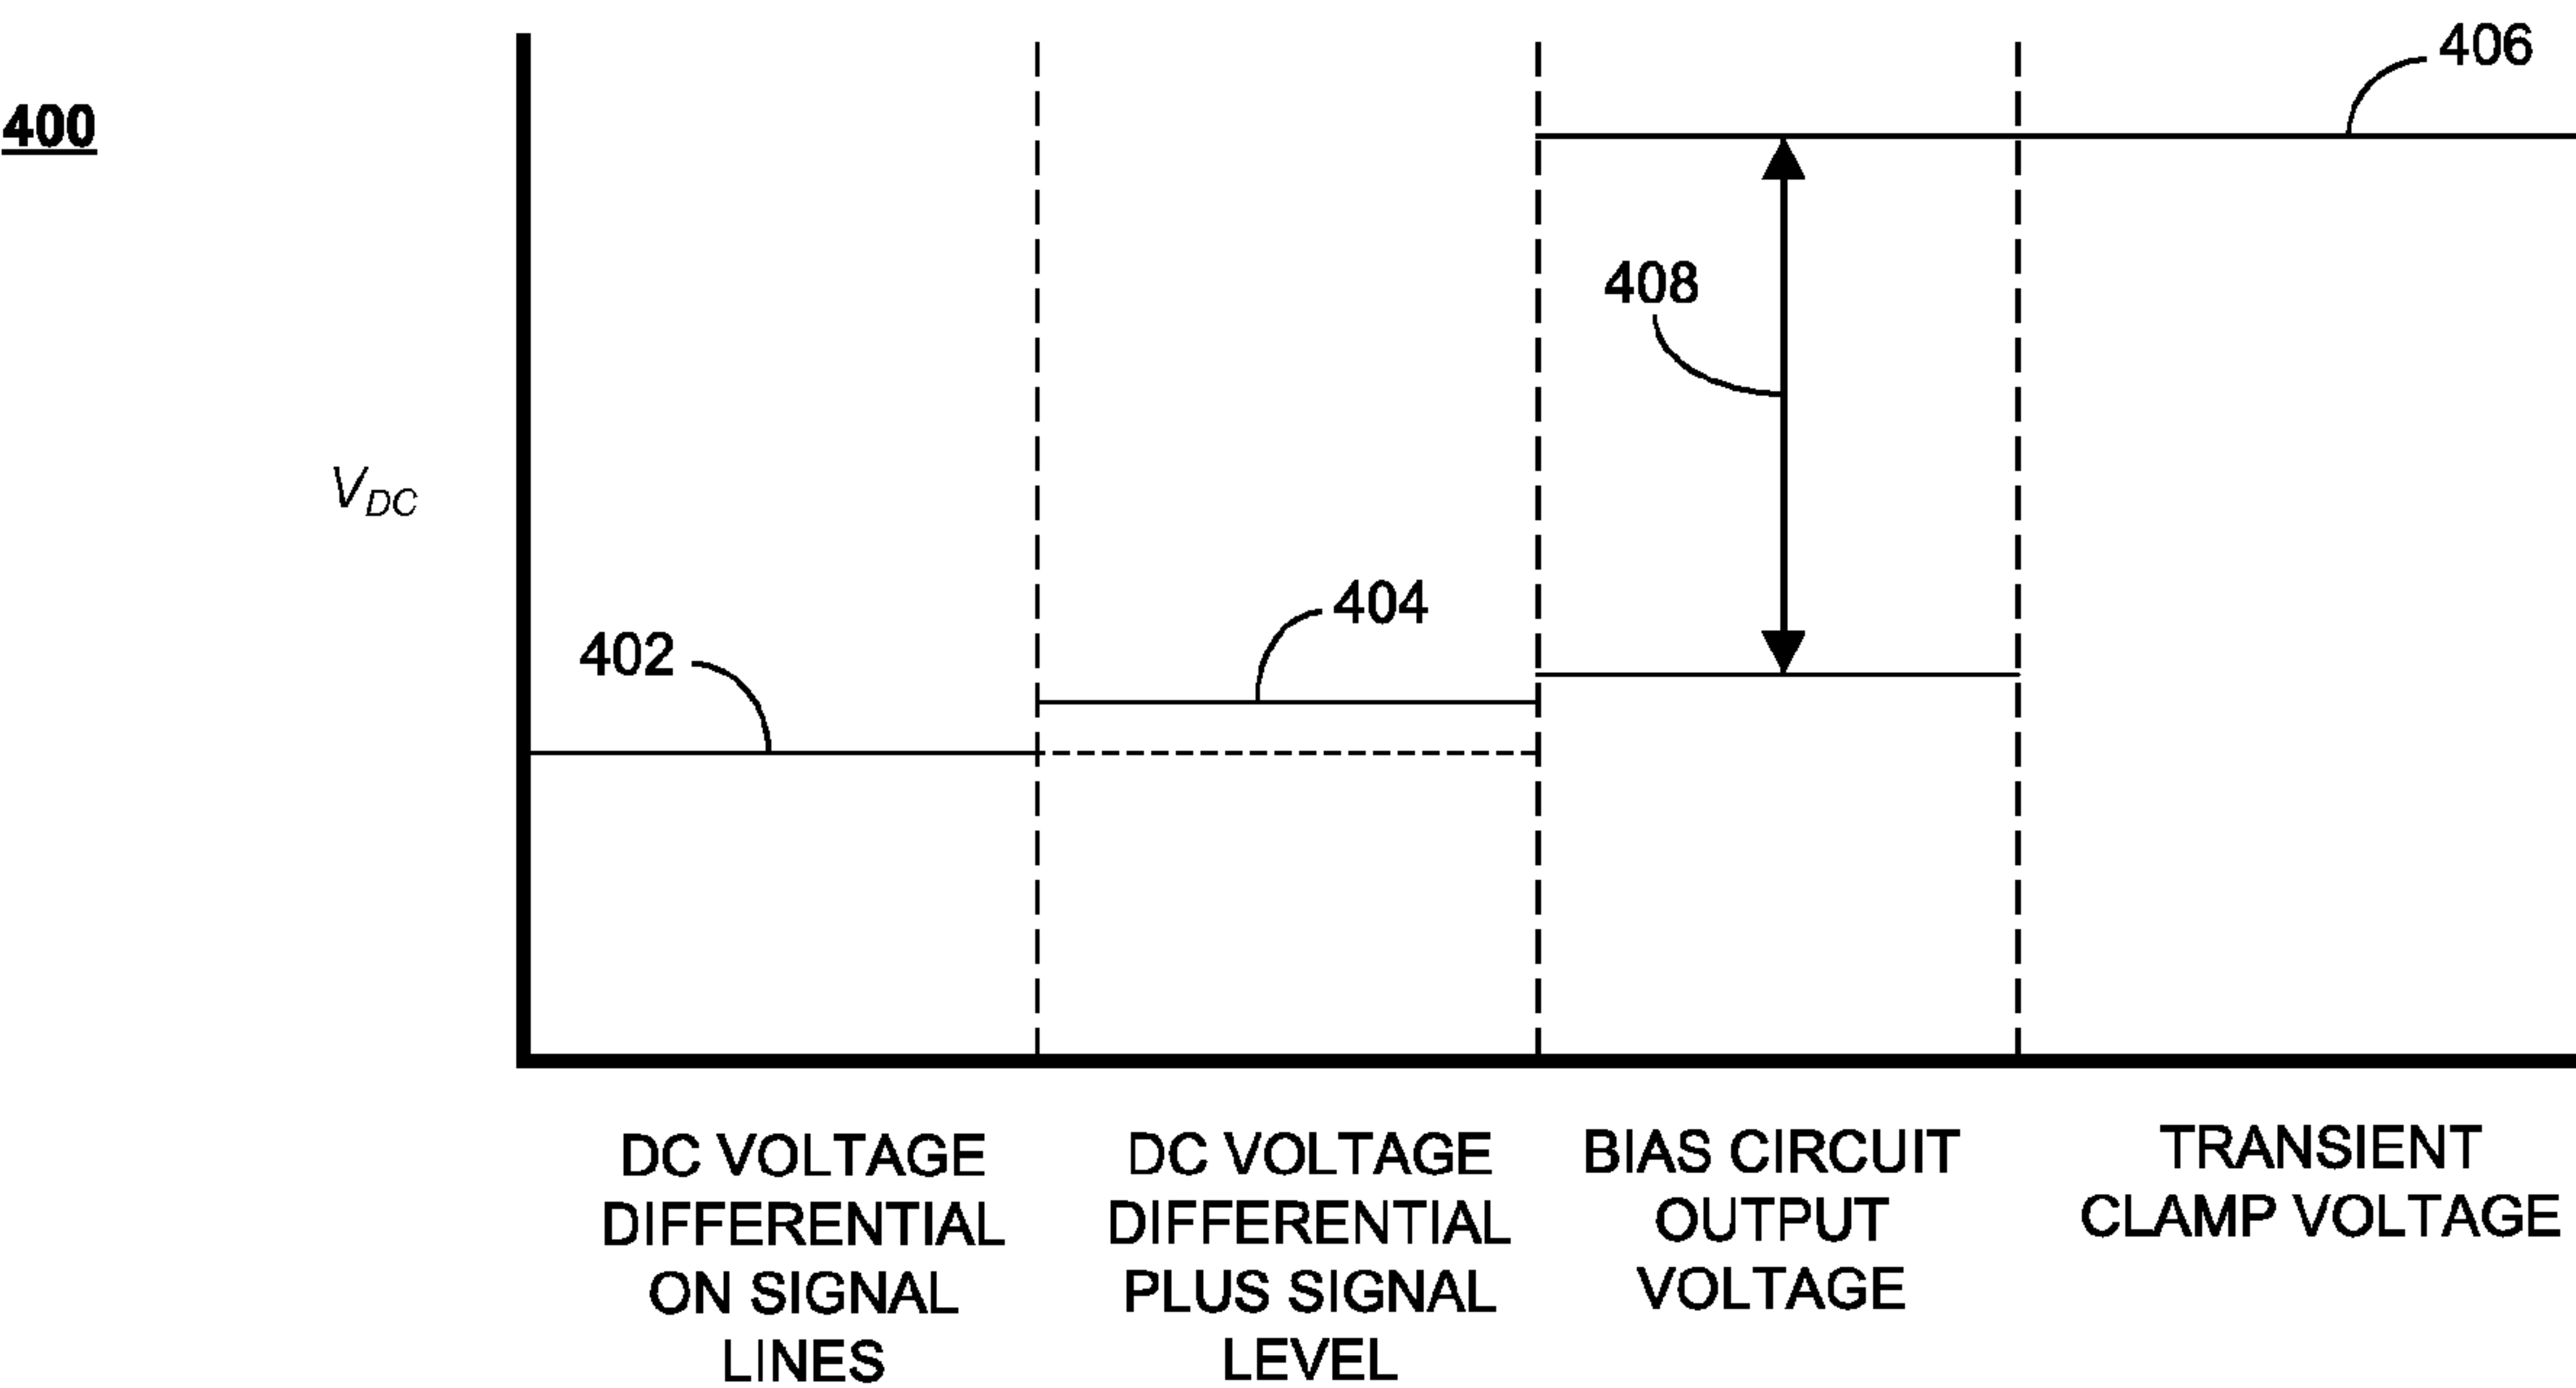 400
406
408
V_DC
404
402
DC VOLTAGE
DIFFERENTIAL
ON SIGNAL
LINES
DC VOLTAGE
DIFFERENTIAL
PLUS SIGNAL
LEVEL
BIAS CIRCUIT
OUTPUT
VOLTAGE
TRANSIENT
CLAMP VOLTAGE